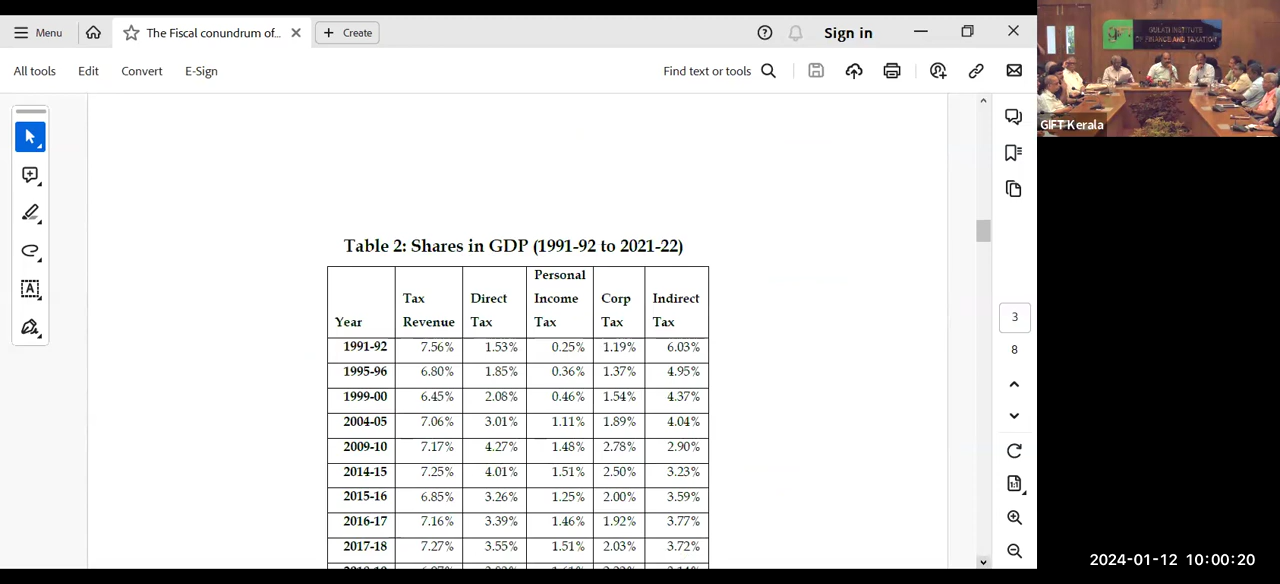 Menu
The Fiscal conundrum of...
Create
Sign in
All tools
Edit
Convert
E-Sign
Find text or tools
GULATI INSTITUTE
OF FINANCE AND TAXATION
GIFT Kerala
Table 2: Shares in GDP (1991-92 to 2021-22)
Year Tax Revenue Direct Tax Personal Income Tax Corp Tax Indirect Tax
1991-92 7.56% 1.53% 0.25% 1.19% 6.03%
1995-96 6.80% 1.85% 0.36% 1.37% 4.95%
1999-00 6.45% 2.08% 0.46% 1.54% 4.37%
2004-05 7.06% 3.01% 1.11% 1.89% 4.04%
2009-10 7.17% 4.27% 1.48% 2.78% 2.90%
2014-15 7.25% 4.01% 1.51% 2.50% 3.23%
2015-16 6.85% 3.26% 1.25% 2.00% 3.59%
2016-17 7.16% 3.39% 1.46% 1.92% 3.77%
2017-18 7.27% 3.55% 1.51% 2.03% 3.72%
3
8
1:1
2024-01-12 10:00:20